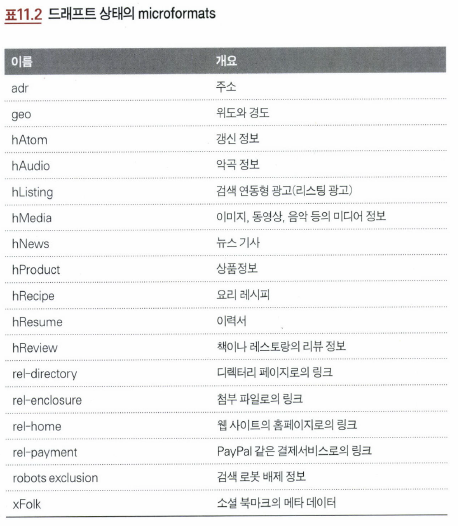 표11.2 드래프트 상태의 microformats
이름 개요
adr 주소
geo 위도와 경도
hAtom 갱신 정보
hAudio 악곡 정보
hListing 검색 연동형 광고(리스팅 광고)
hMedia 이미지, 동영상, 음악 등의 미디어 정보
hNews 뉴스 기사
hProduct 상품정보
hRecipe 요리 레시피
hResume 이력서
hReview 책이나 레스토랑의 리뷰 정보
rel-directory 디렉터리 페이지로의 링크
rel-enclosure 첨부 파일로의 링크
rel-home 웹 사이트의 홈페이지로의 링크
rel-payment PayPal 같은 결제서비스로의 링크
robots exclusion 검색 로봇 배제 정보
xFolk 소셜 북마크의 메타 데이터